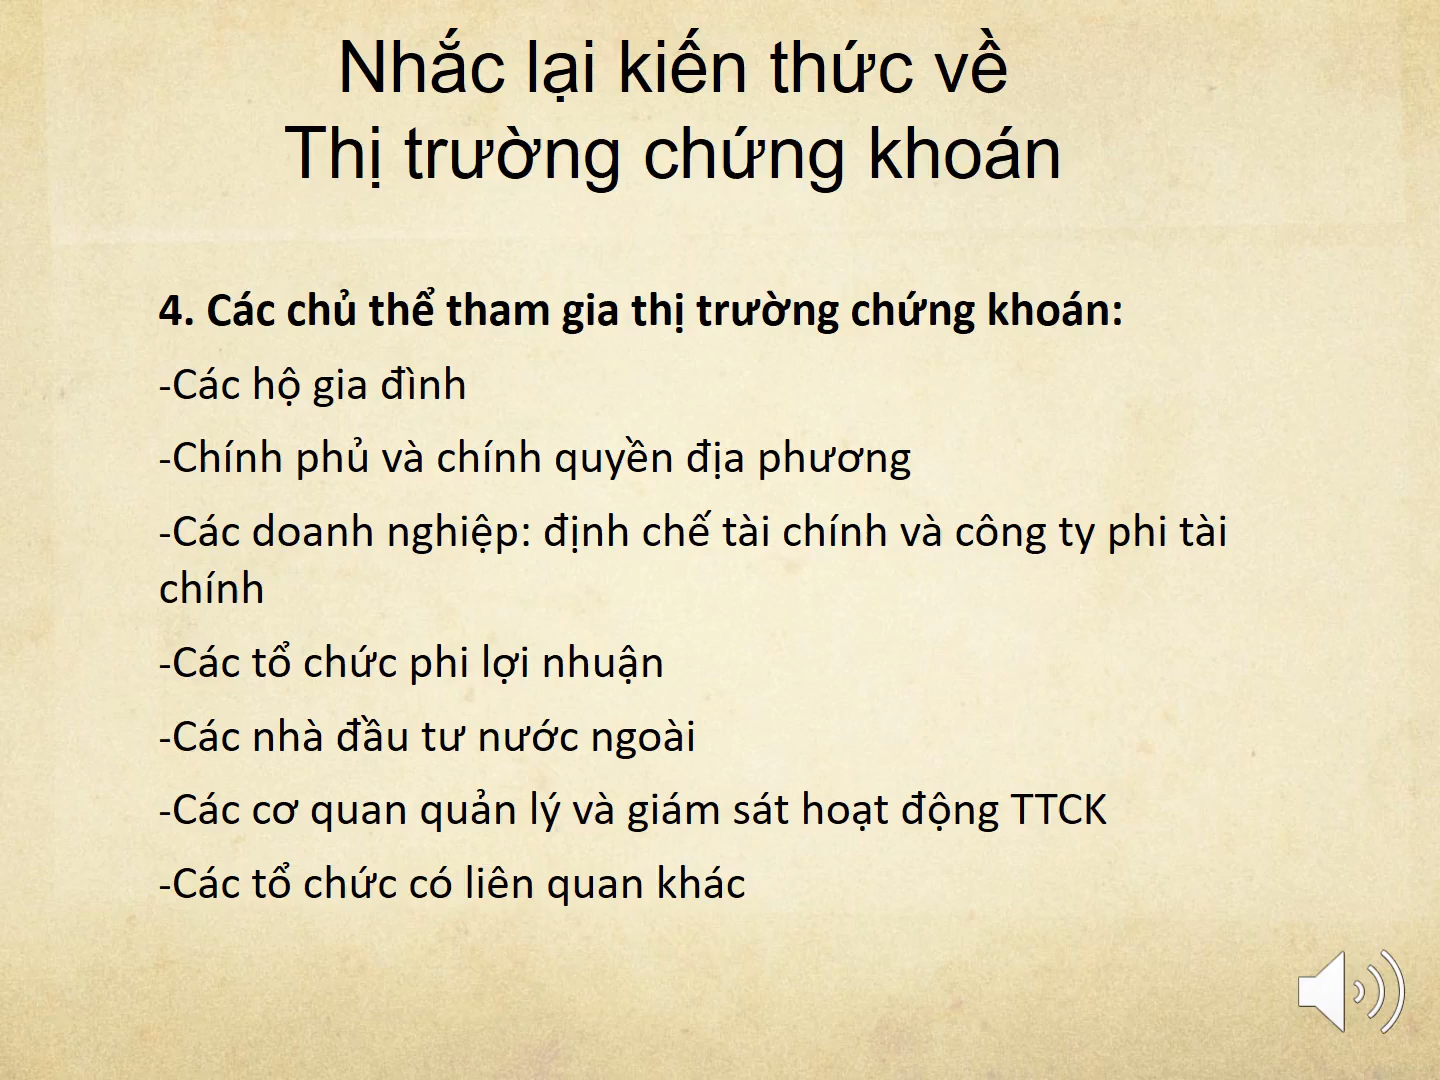 Nhắc lại kiến thức về
Thị trường chứng khoán
4. Các chủ thể tham gia thị trường chứng khoán:
-Các hộ gia đình
-Chính phủ và chính quyền địa phương
-Các doanh nghiệp: định chế tài chính và công ty phi tài
chính
-Các tổ chức phi lợi nhuận
-Các nhà đầu tư nước ngoài
-Các cơ quan quản lý và giám sát hoạt động TTCK
-Các tổ chức có liên quan khác